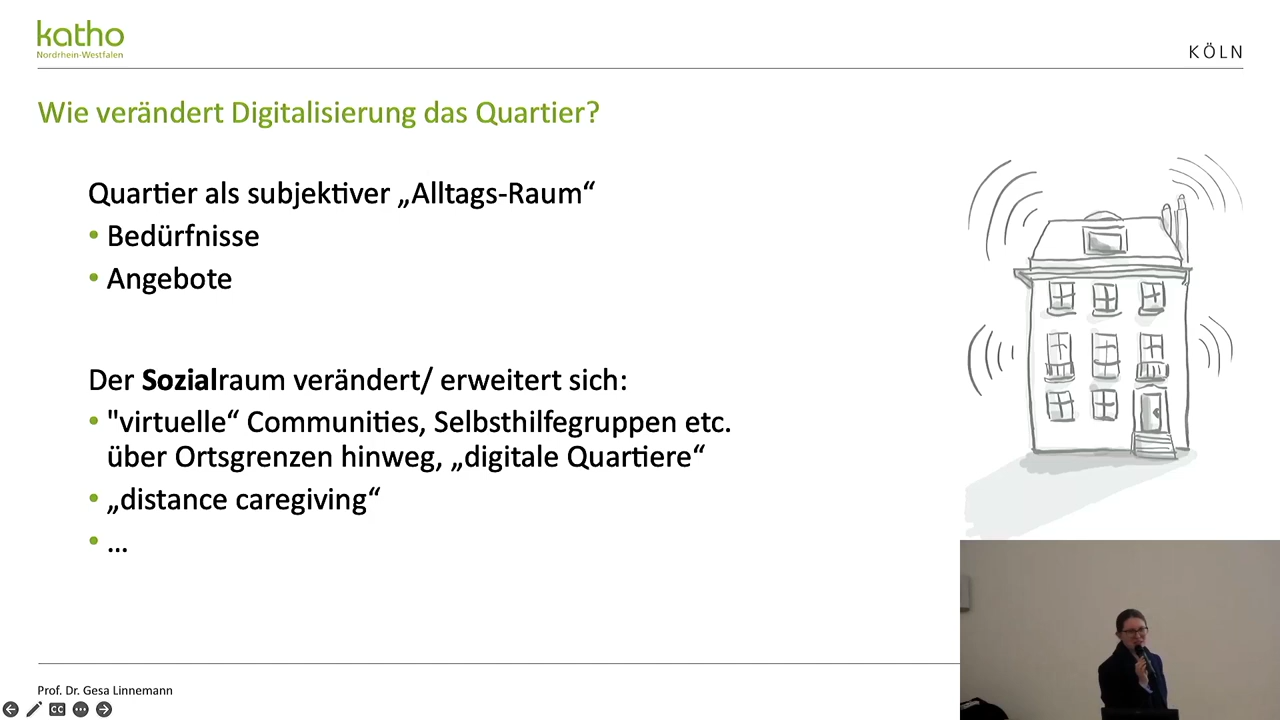 katho
Nordrhein-Westfalen
KÖLN
Wie verändert Digitalisierung das Quartier?
Quartier als subjektiver „Alltags-Raum“
• Bedürfnisse
• Angebote
Der Sozialraum verändert/ erweitert sich:
• "virtuelle“ Communities, Selbsthilfegruppen etc.
über Ortsgrenzen hinweg, „digitale Quartiere“
• „distance caregiving“
• ...
Prof. Dr. Gesa Linnemann
CC